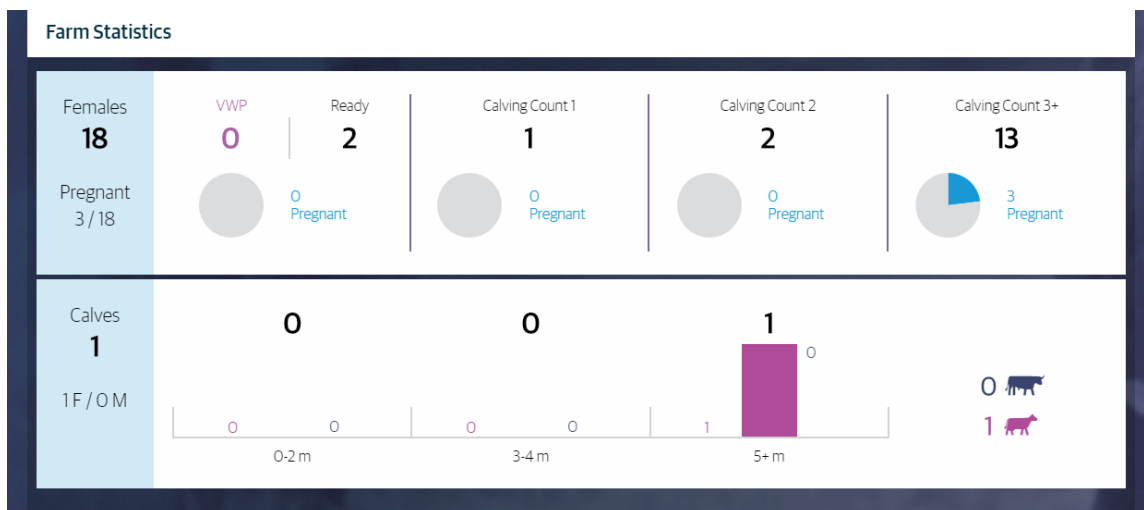 Farm Statistics
Females
18
Pregnant
3 / 18
VWP
0
Ready
2
0
Pregnant
Calving Count 1
1
0
Pregnant
Calving Count 2
2
0
Pregnant
Calving Count 3+
13
3
Pregnant
Calves
1
1 F / 0 M
0
0 0
0-2 m
0
0 0
3-4 m
1
1 0
5+ m
0
1